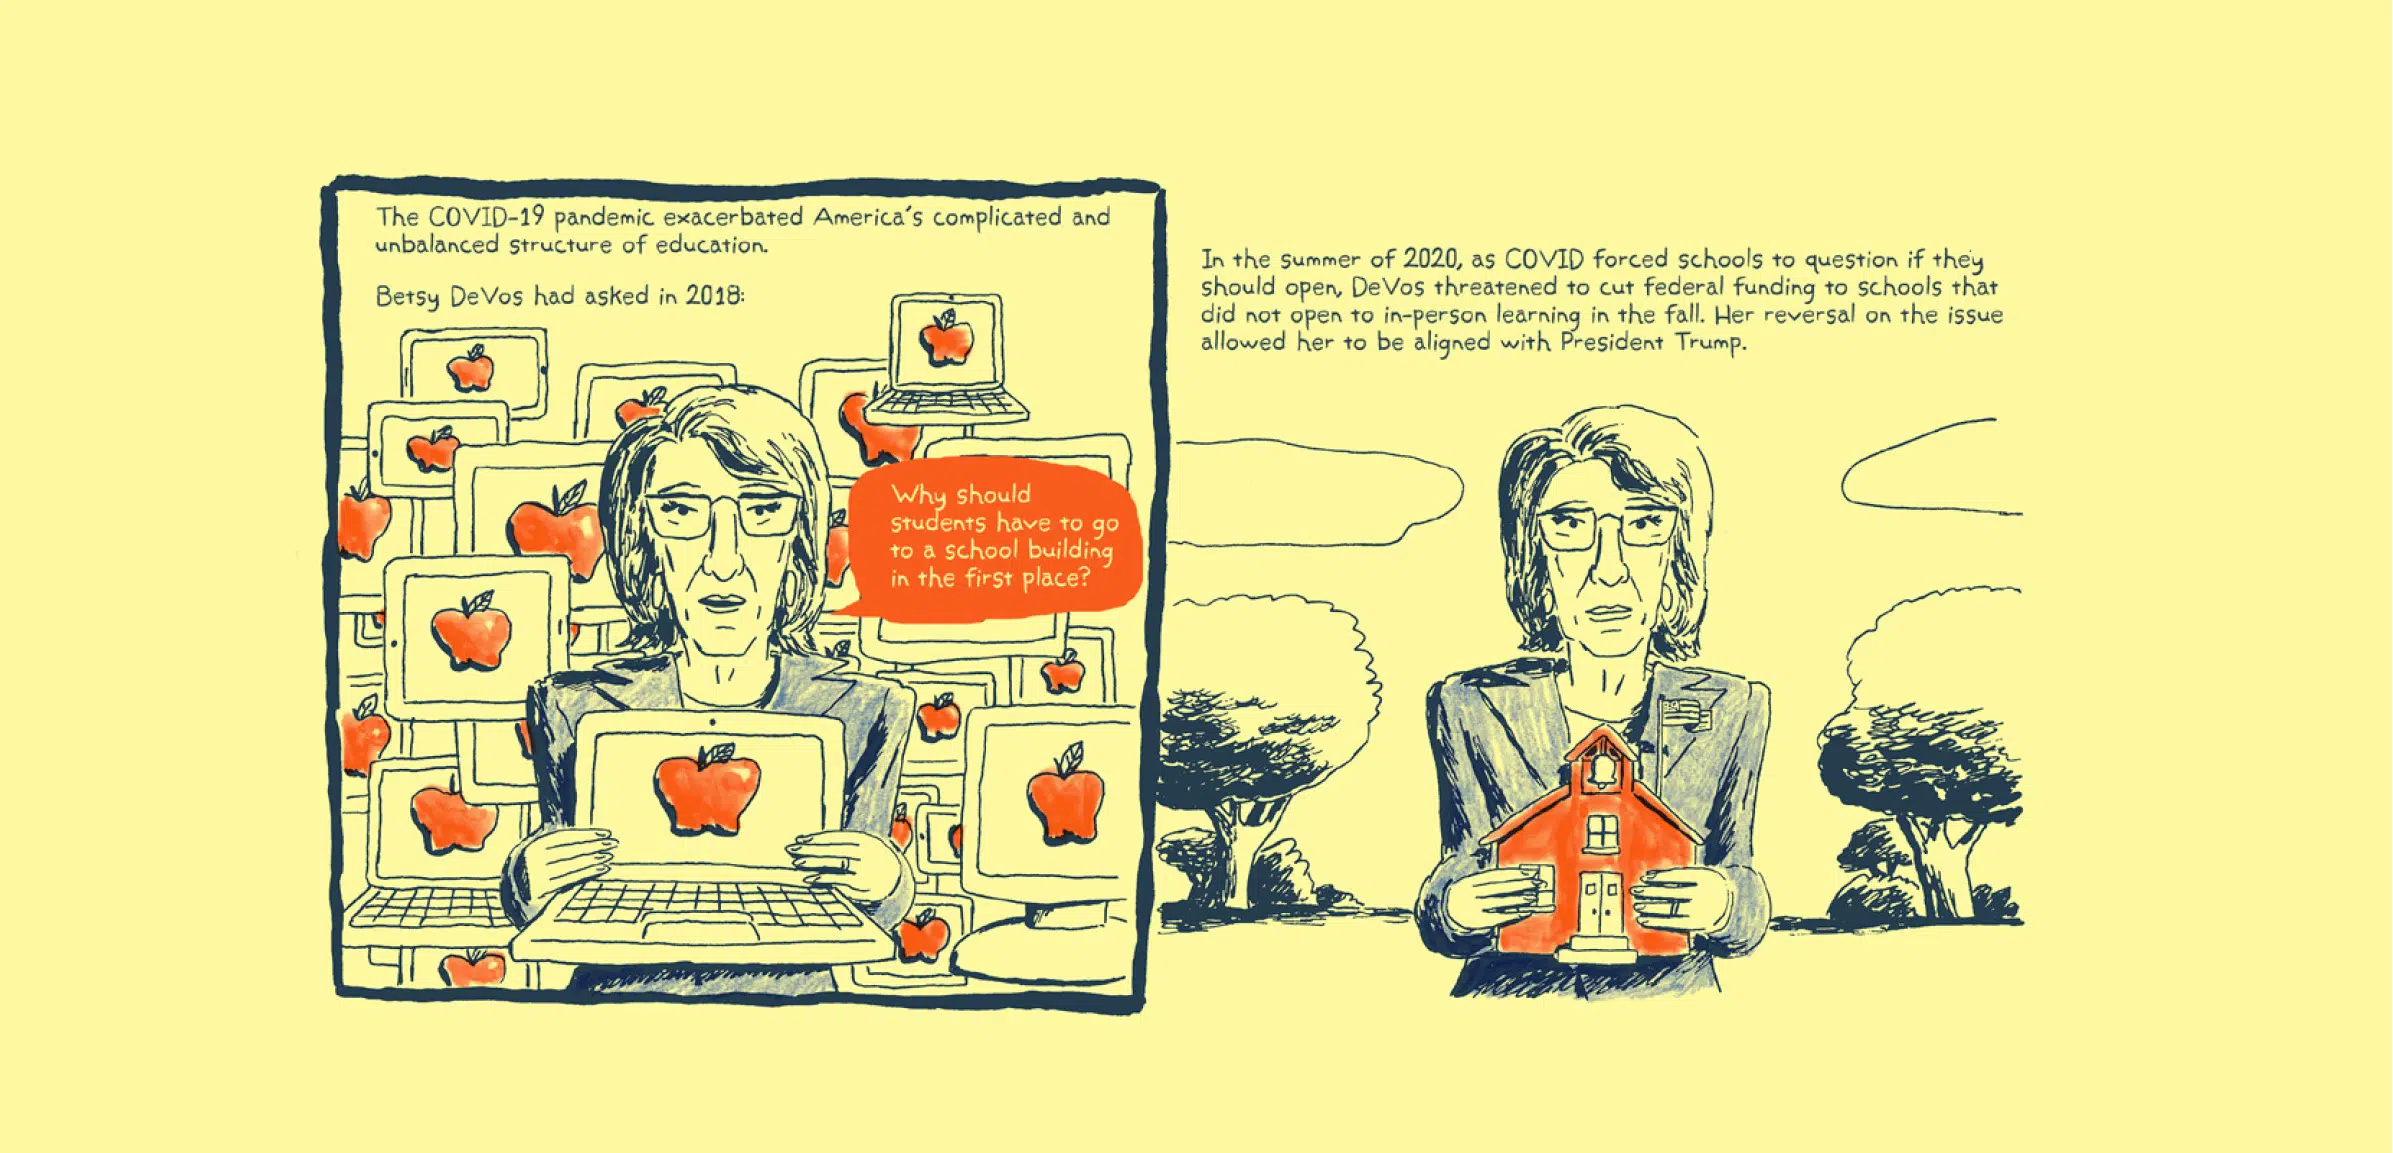 The COVID-19 pandemic exacerbated America's complicated and
unbalanced structure of education.
Betsy DeVos had asked in 2018:
Why should
students have to go
to a school building
in the first place?
In the summer of 2020, as COVID forced schools to question if they
should open, DeVos threatened to cut federal funding to schools that
did not open to in-person learning in the fall. Her reversal on the issue
allowed her to be aligned with President Trump.